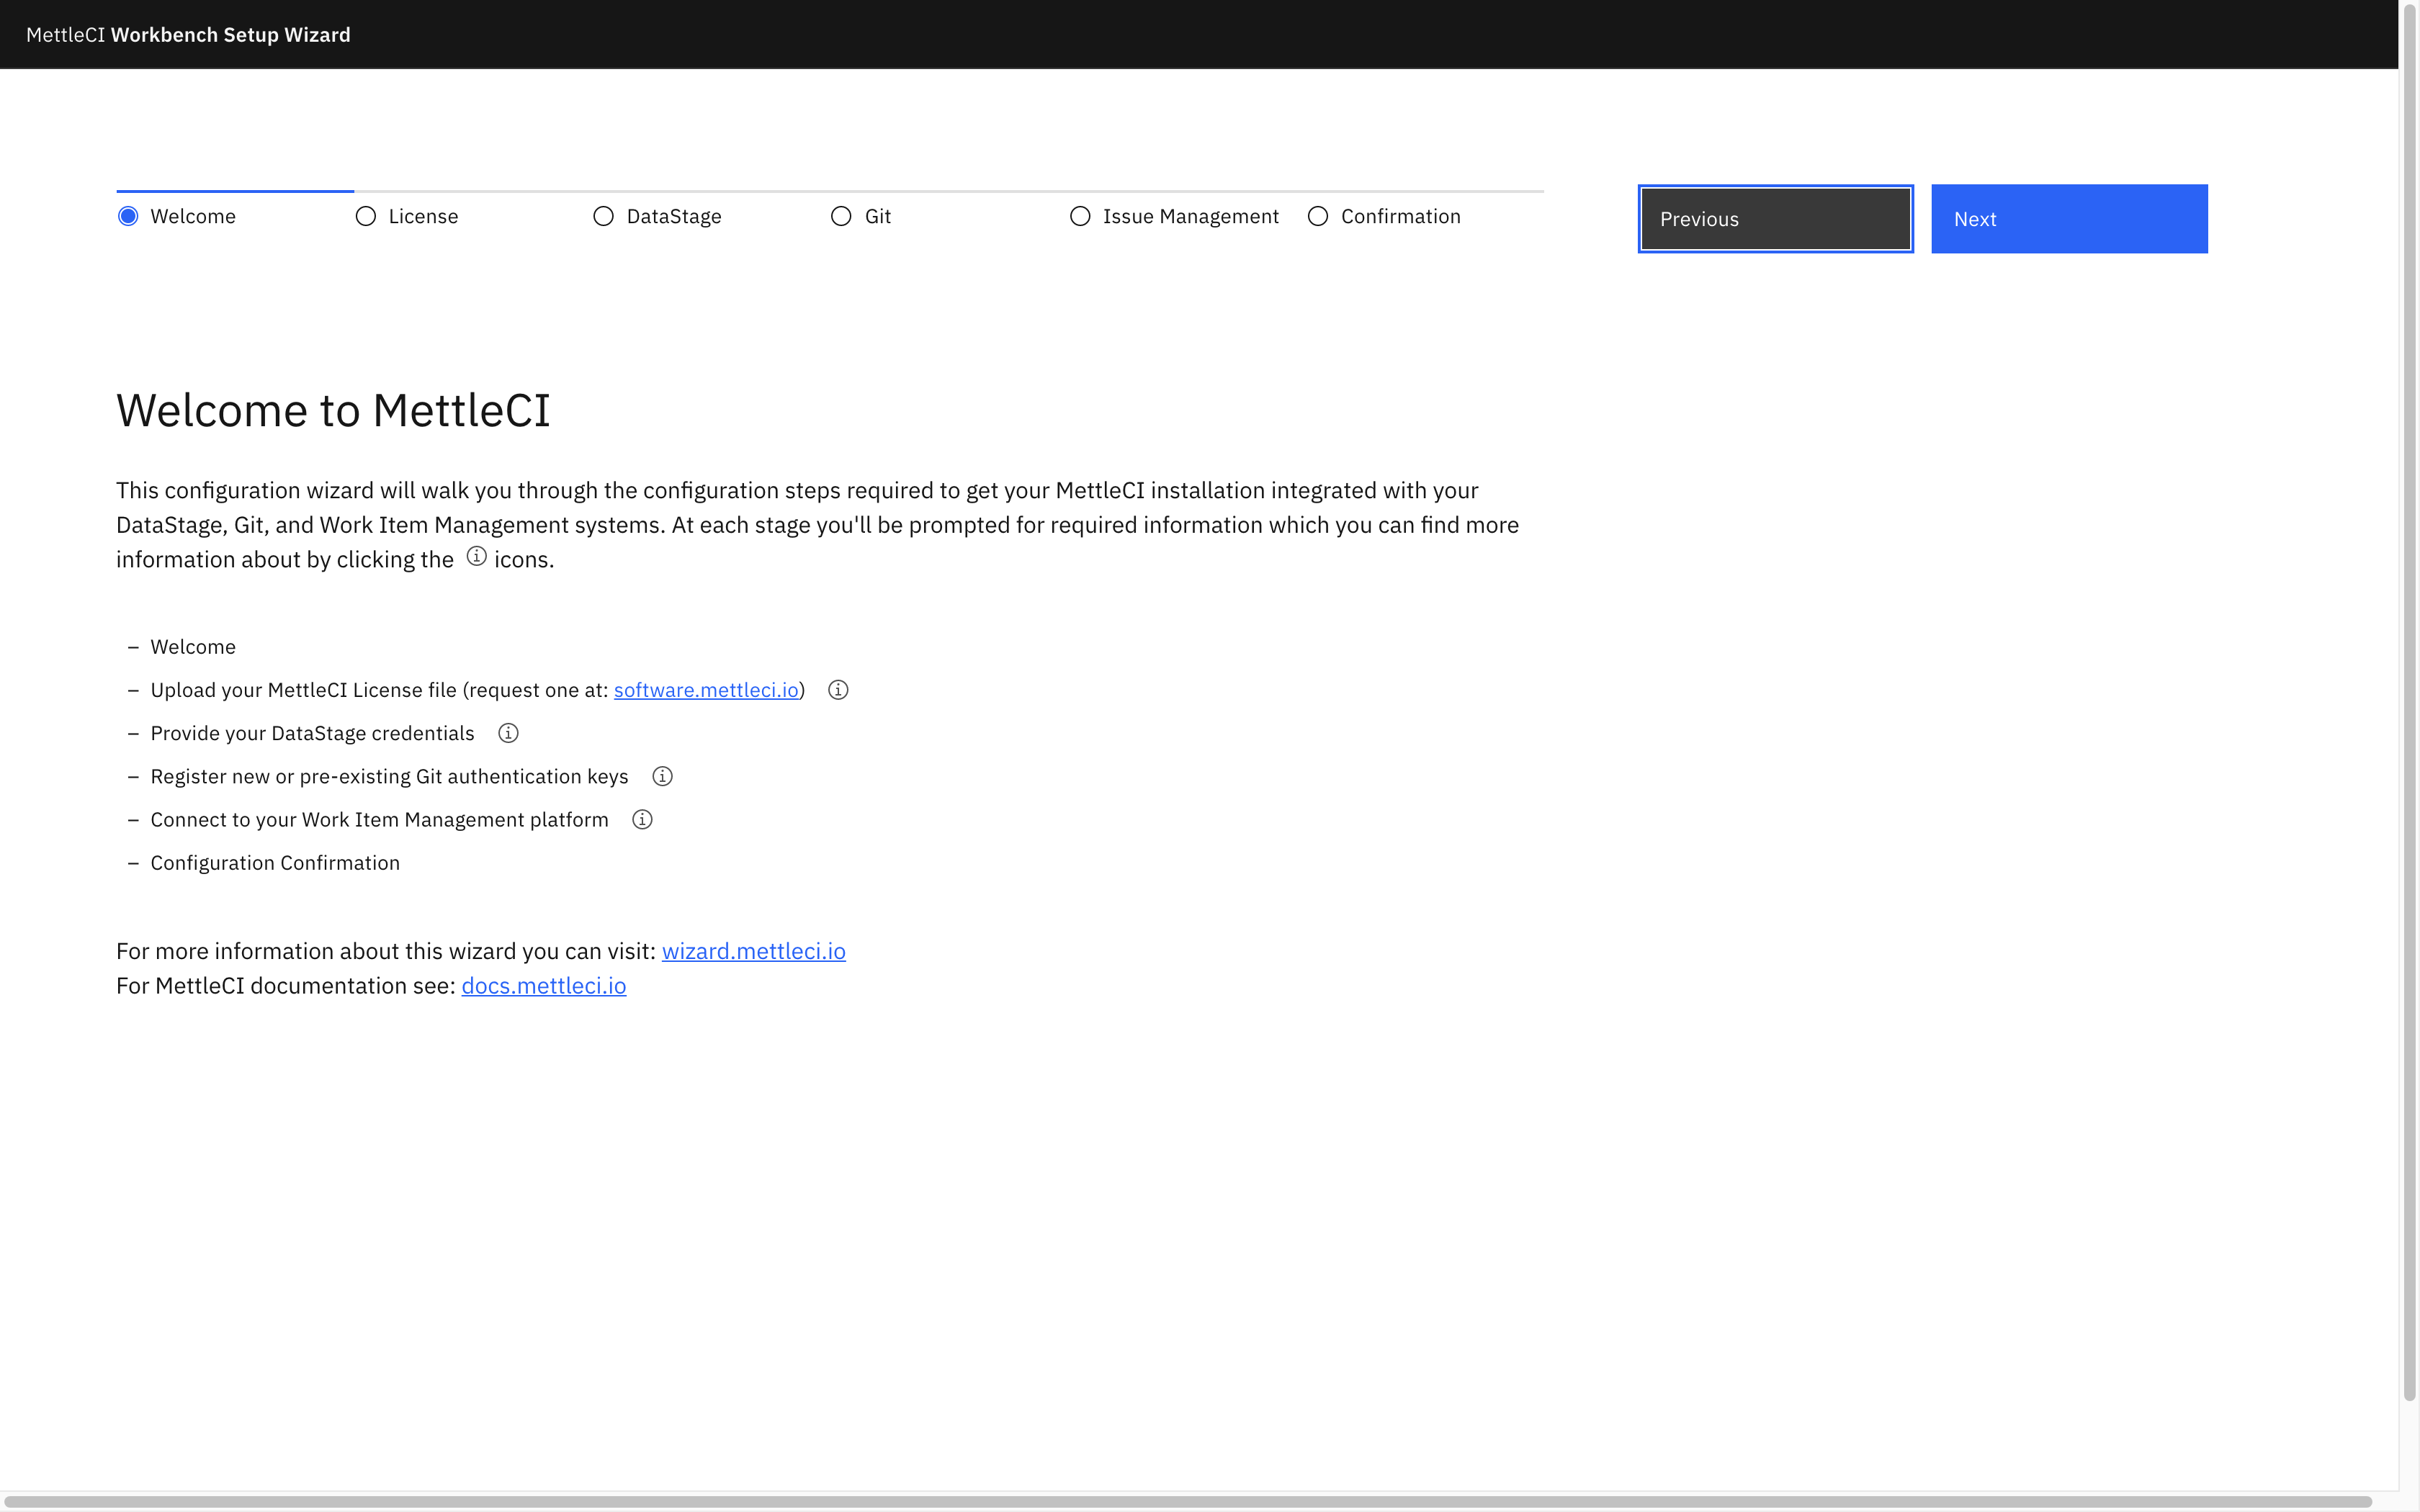 MettleCI Workbench Setup Wizard
Welcome
License
DataStage
Git
Issue Management
Confirmation
Previous
Next
Welcome to MettleCI
This configuration wizard will walk you through the configuration steps required to get your MettleCI installation integrated with your
DataStage, Git, and Work Item Management systems. At each stage you'll be prompted for required information which you can find more
information about by clicking the icons.
– Welcome
– Upload your MettleCI License file (request one at: software.mettleci.io)
– Provide your DataStage credentials
– Register new or pre-existing Git authentication keys
– Connect to your Work Item Management platform
– Configuration Confirmation
For more information about this wizard you can visit: wizard.mettleci.io
For MettleCI documentation see: docs.mettleci.io